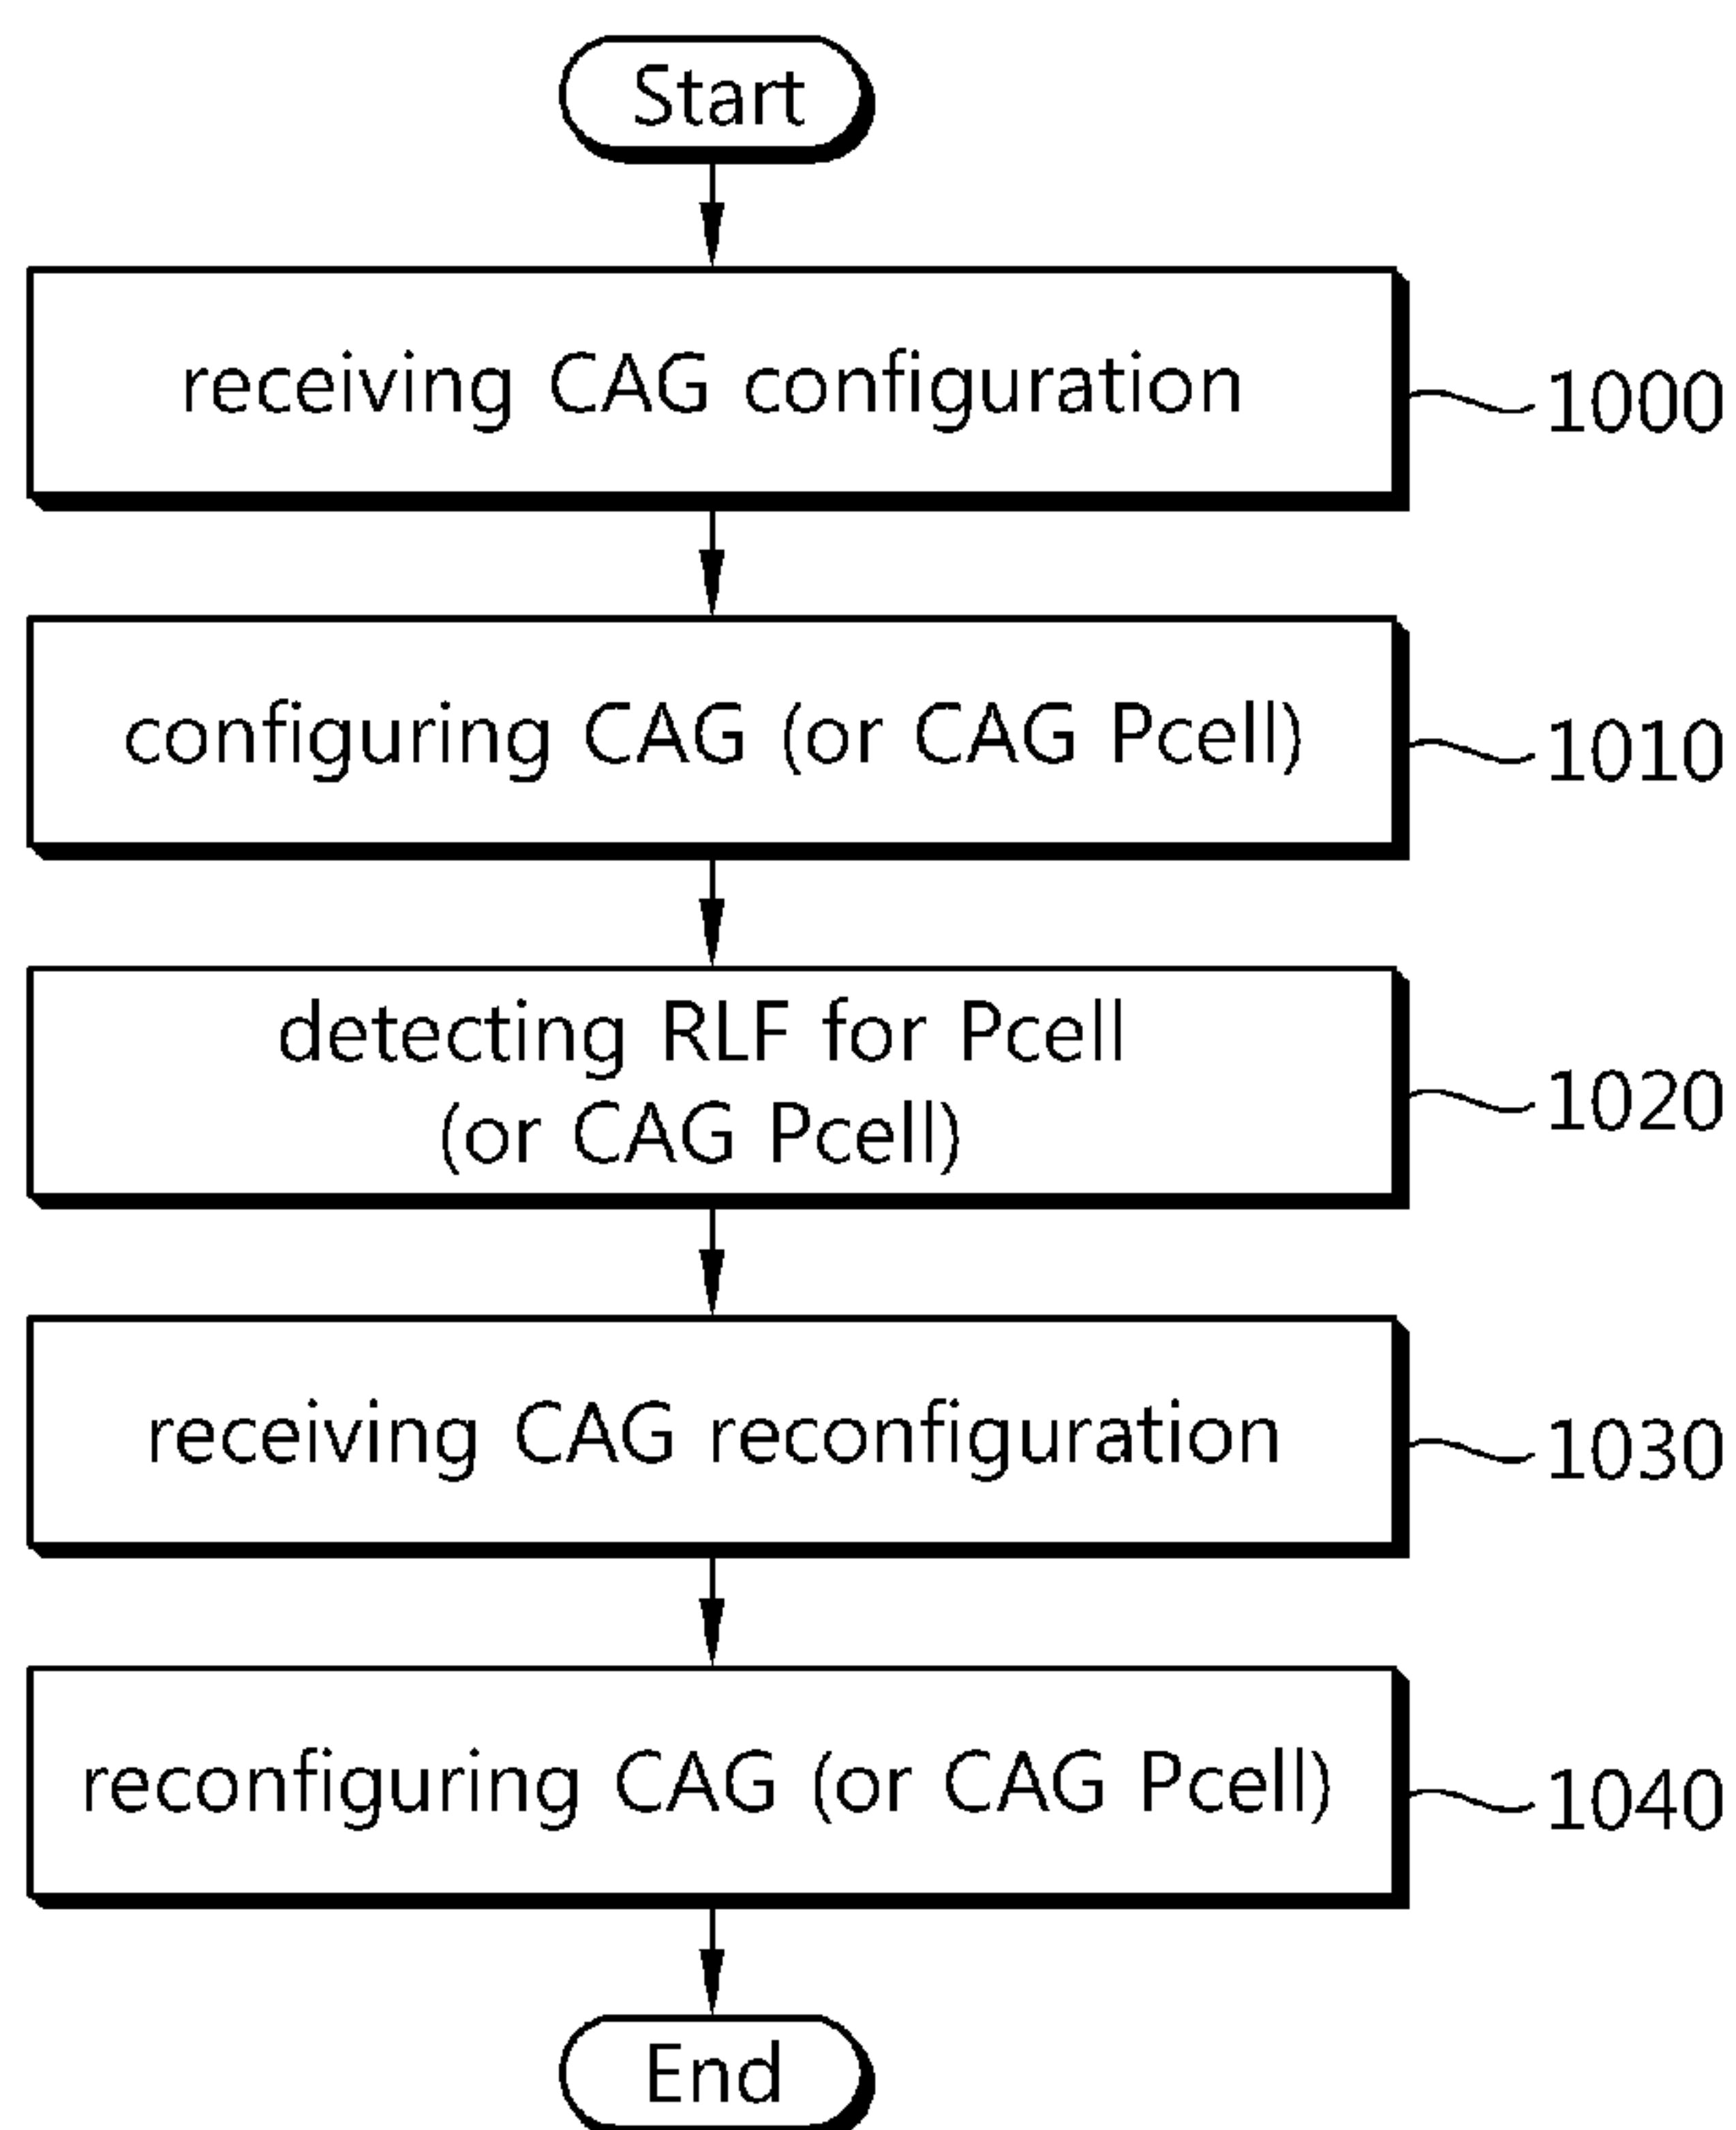 Start
receiving CAG configuration
1000
configuring CAG (or CAG Pcell)
1010
detecting RLF for Pcell
(or CAG Pcell)
1020
receiving CAG reconfiguration
1030
reconfiguring CAG (or CAG Pcell)
1040
End